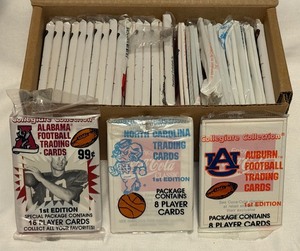 Collegiate Collection
ALABAMA
FOOTBALL
TRADING
CARDS
99¢
1st EDITION
SPECIAL PACKAGE CONTAINS
16 PLAYER CARDS
COLLECT ALL YOUR FAVORITES!
NORTH CAROLINA
TRADING
CARDS
1st EDITION
PACKAGE
CONTAINS
8 PLAYER CARDS
Collegiate Collection
AU
AUBURN
FOOTBALL
TRADING
CARDS
1st EDITION
PACKAGE
CONTAINS
8 PLAYER CARDS